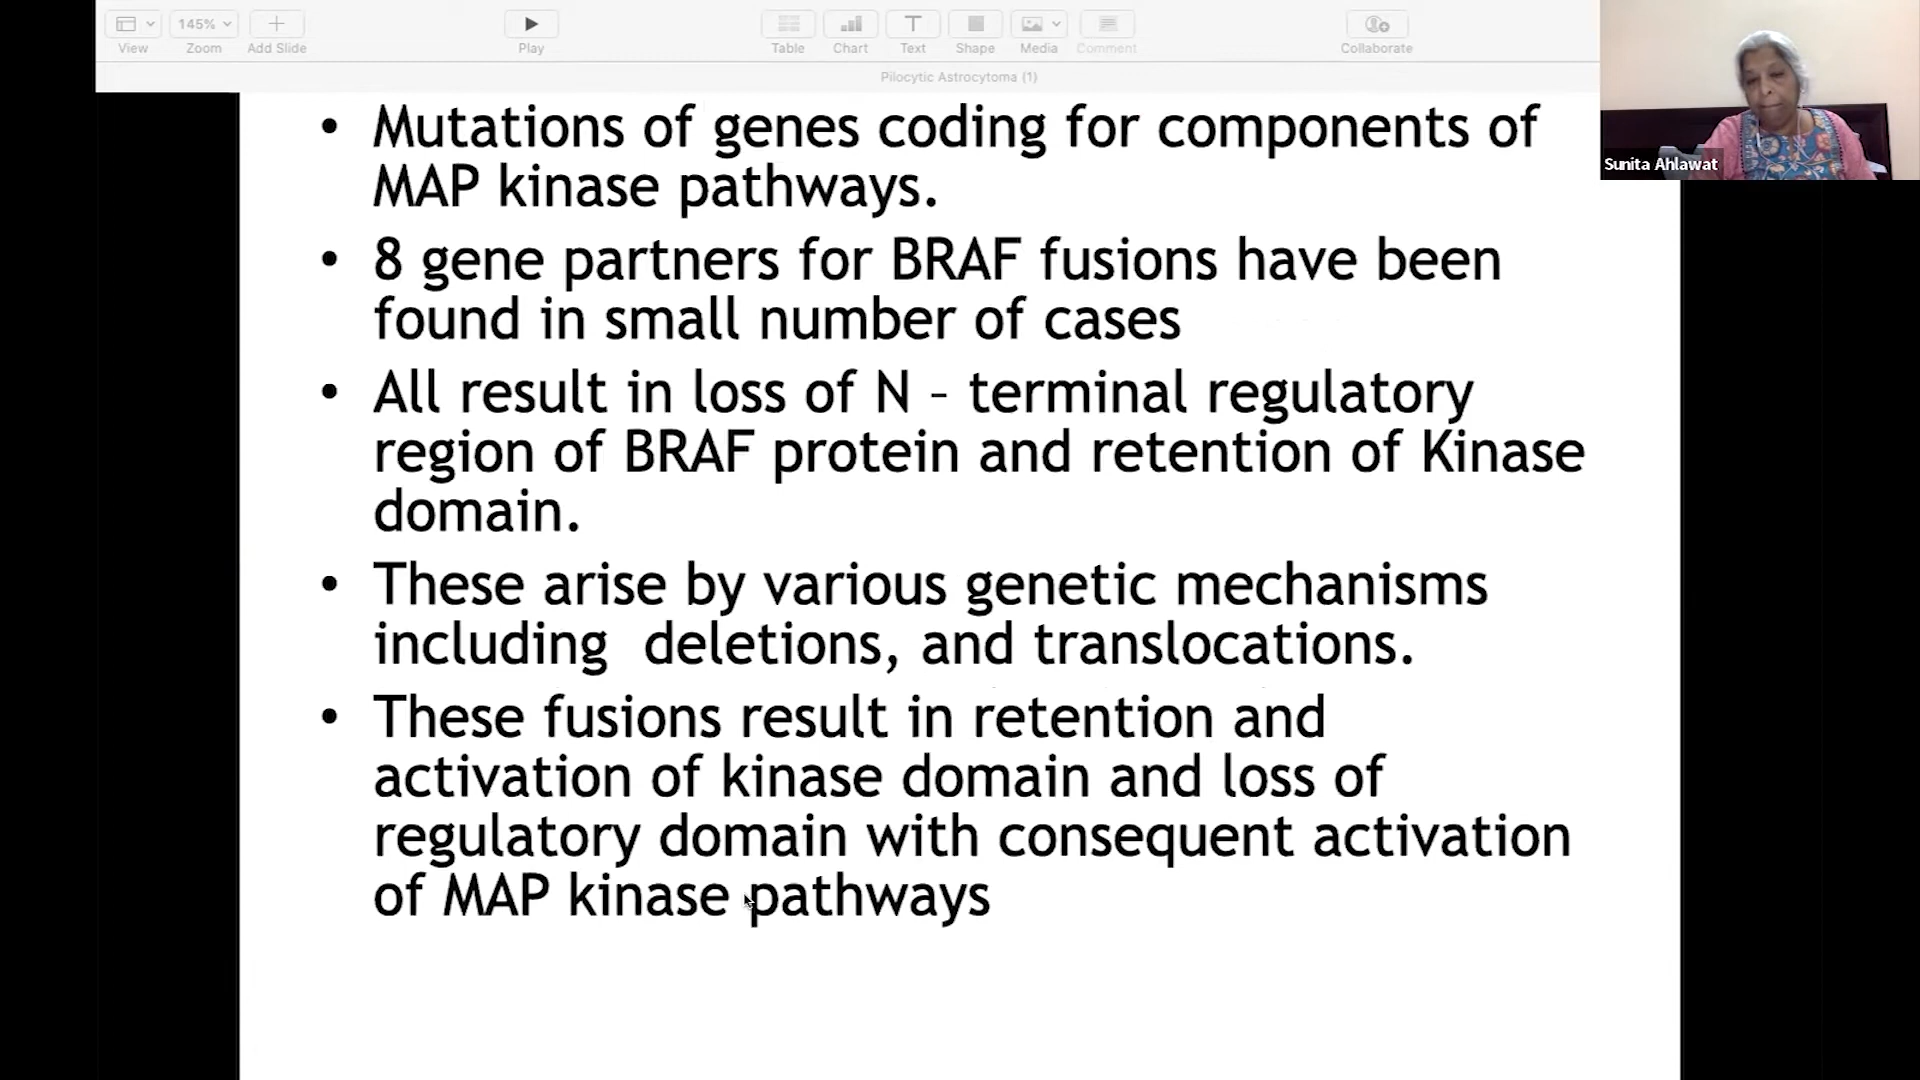 145%
View
Zoom
Add Slide
Play
Table
Chart
Text
Shape
Media
Comment
Collaborate
Pilocytic Astrocytoma (1)
Sunita Ahlawat
• Mutations of genes coding for components of
MAP kinase pathways.
• 8 gene partners for BRAF fusions have been
found in small number of cases
• All result in loss of N – terminal regulatory
region of BRAF protein and retention of Kinase
domain.
• These arise by various genetic mechanisms
including deletions, and translocations.
• These fusions result in retention and
activation of kinase domain and loss of
regulatory domain with consequent activation
of MAP kinase pathways